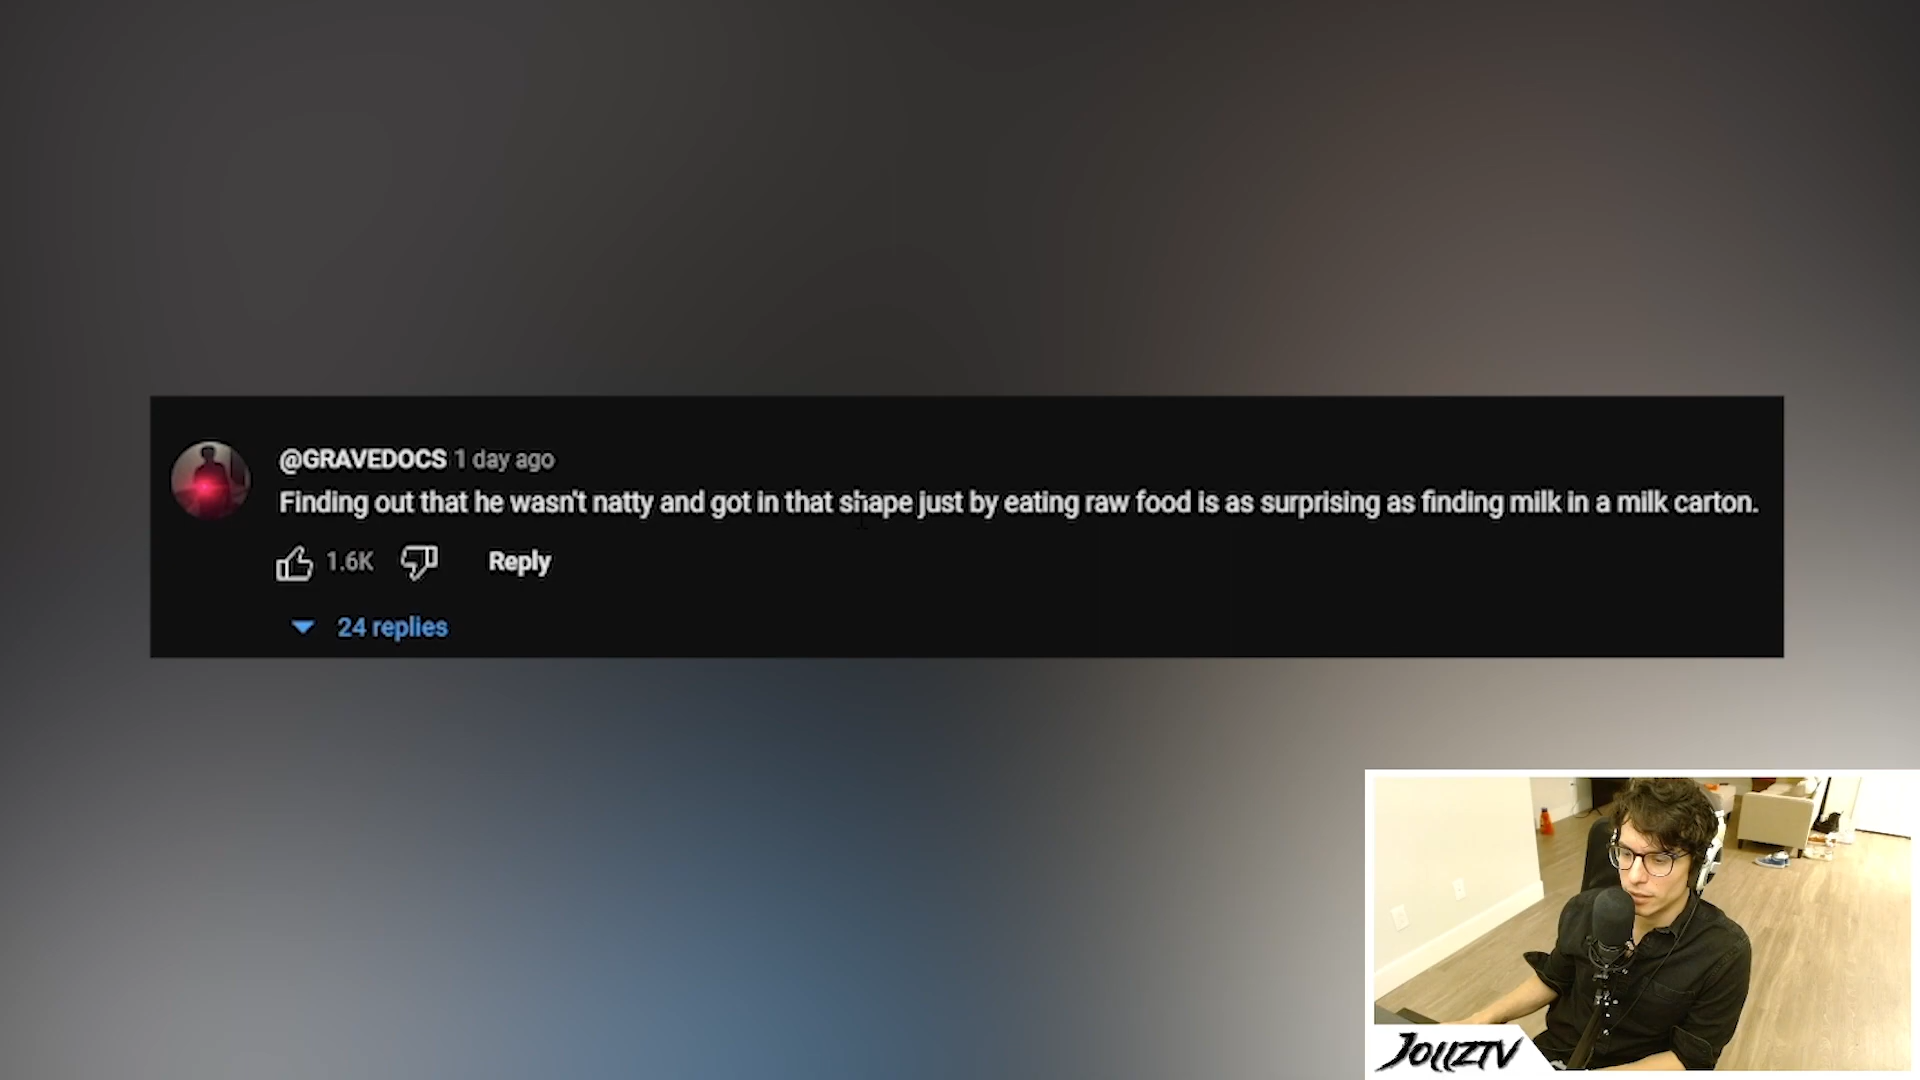 @GRAVEDOCS 1 day ago
Finding out that he wasn't natty and got in that shape just by eating raw food is as surprising as finding milk in a milk carton.
1.6K Reply
24 replies
JOLLZTV